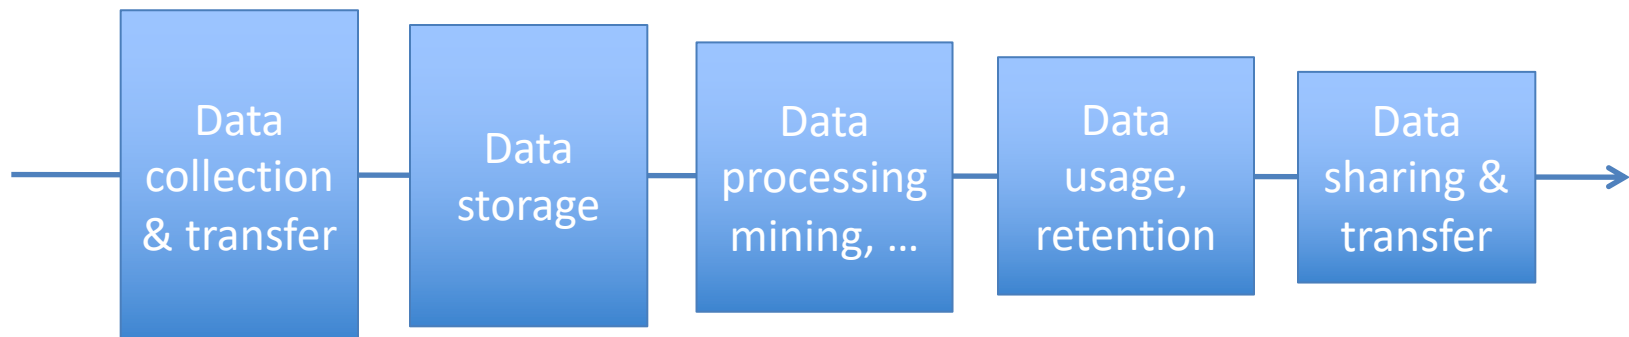 Data
collection
& transfer
Data
storage
Data
processing
mining, ...
Data
usage,
retention
Data
sharing &
transfer